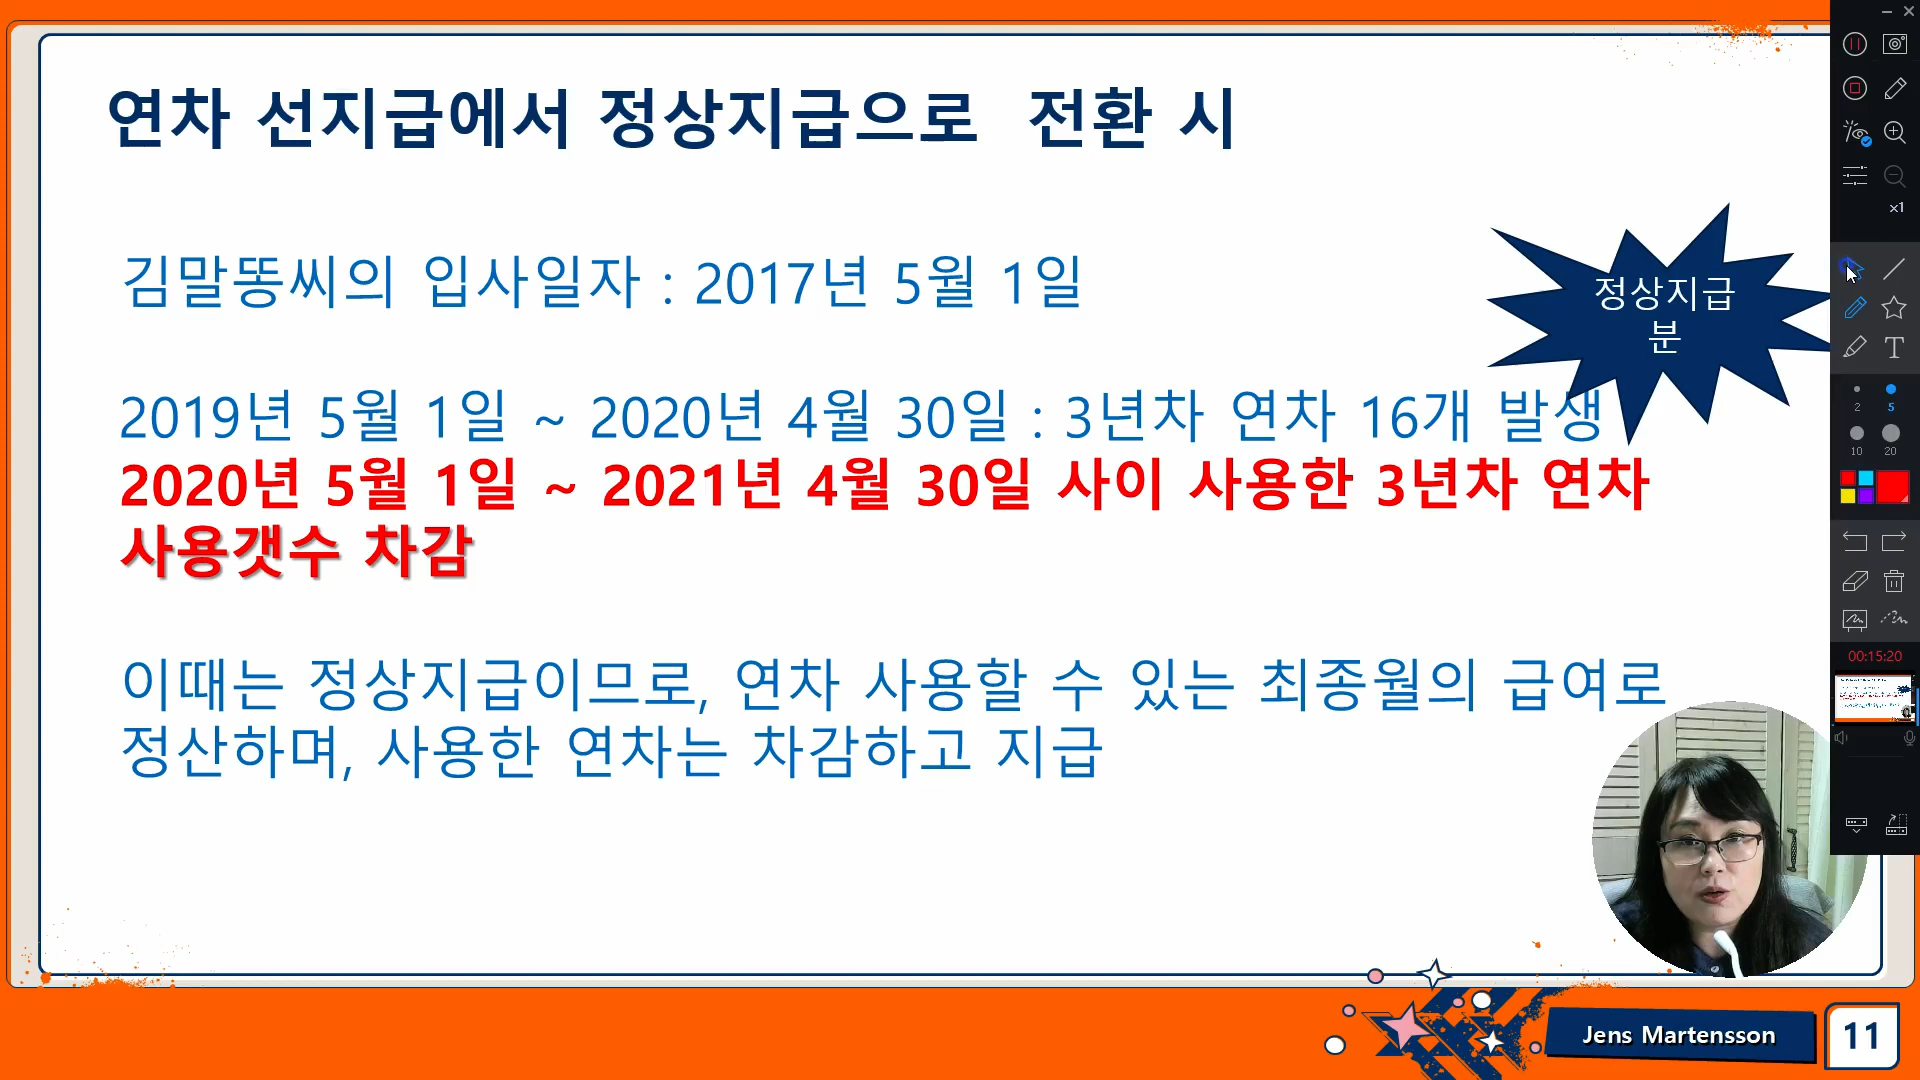 연차 선지급에서 정상지급으로 전환 시
김말똥씨의 입사일자 : 2017년 5월 1일
정상지급
분
2019년 5월 1일 ~ 2020년 4월 30일 : 3년차 연차 16개 발생
2020년 5월 1일 ~ 2021년 4월 30일 사이 사용한 3년차 연차
사용갯수 차감
이때는 정상지급이므로, 연차 사용할 수 있는 최종월의 급여로
정산하며, 사용한 연차는 차감하고 지급
Jens Martensson
11
x1
T
2
5
10
20
00:15:20